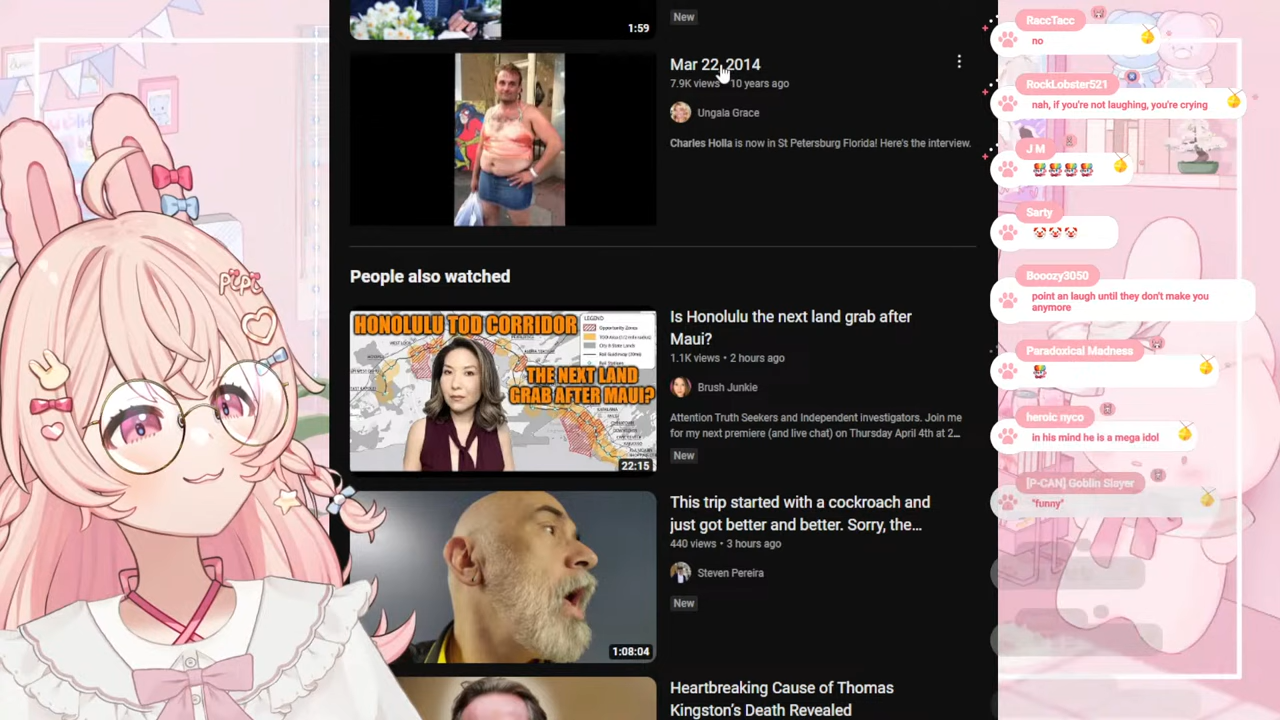 1:59
New
Mar 22, 2014
7.9K views • 10 years ago
Ungala Grace
Charles Holla is now in St Petersburg Florida! Here's the interview.
People also watched
HONOLULU TOD CORRIDOR
LEGEND
THE NEXT LAND
GRAB AFTER MAUI?
22:15
Is Honolulu the next land grab after
Maui?
1.1K views • 2 hours ago
Brush Junkie
Attention Truth Seekers and Independent investigators. Join me
for my next premiere (and live chat) on Thursday April 4th at 2...
New
1:08:04
This trip started with a cockroach and
just got better and better. Sorry, the...
440 views • 3 hours ago
Steven Pereira
New
Heartbreaking Cause of Thomas
Kingston's Death Revealed
PiPi
RaccTacc
no
RockLobster521
nah, if you're not laughing, you're crying
J M
Sarty
Booozy3050
point an laugh until they don't make you
anymore
Paradoxical Madness
heroic nyco
in his mind he is a mega idol
[P-CAN] Goblin Slayer
"funny"